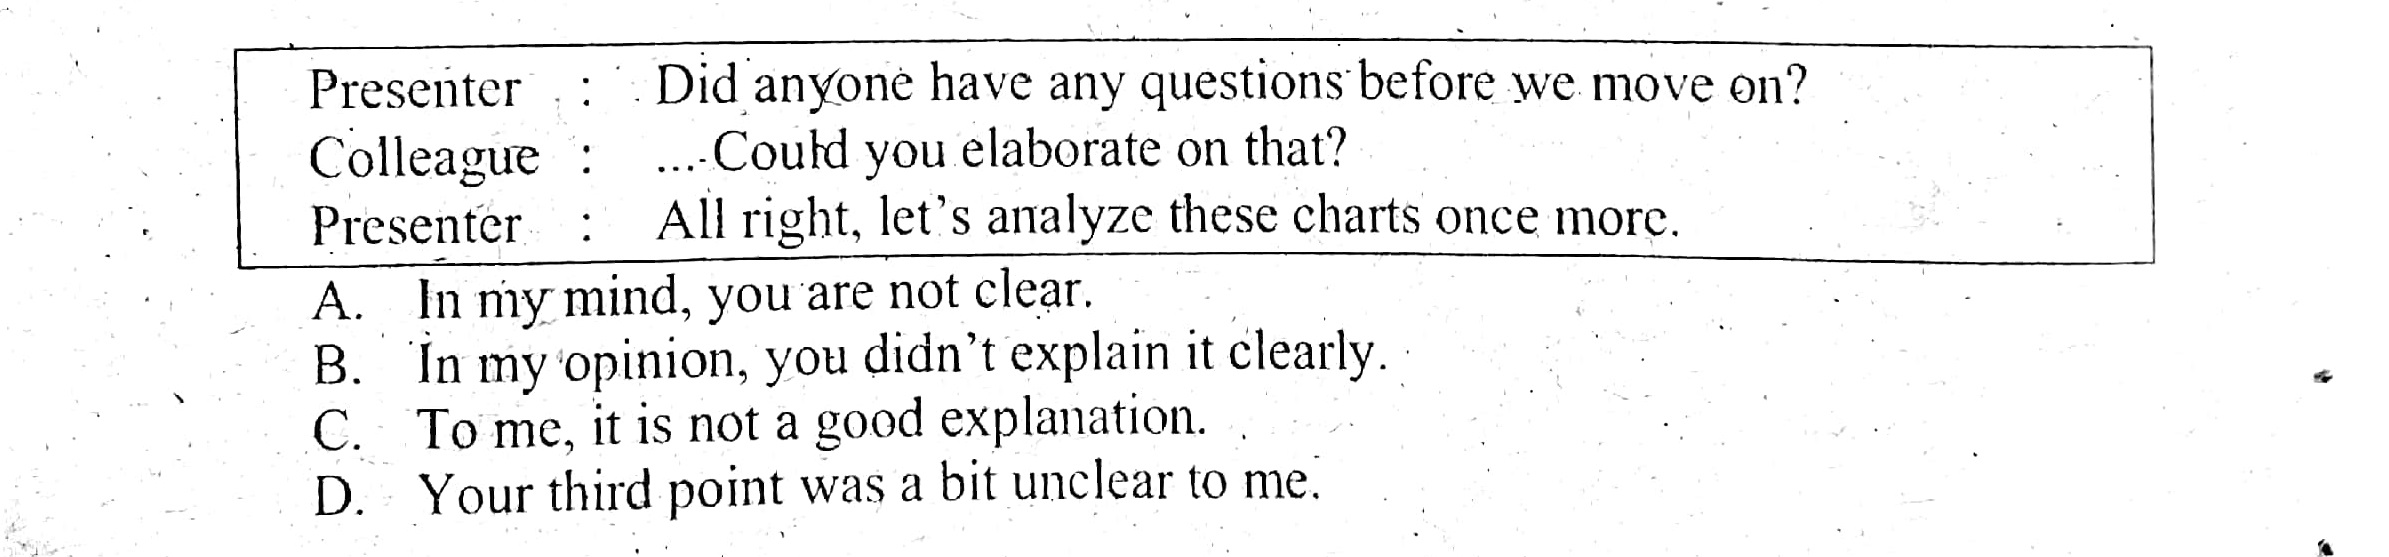 Presenter : Did anyone have any questions before we move on?
Colleague : .... Could you elaborate on that?
Presenter : All right, let's analyze these charts once more.
A. In my mind, you are not clear.
B. In my opinion, you didn't explain it clearly.
C. To me, it is not a good explanation.
D. Your third point was a bit unclear to me.